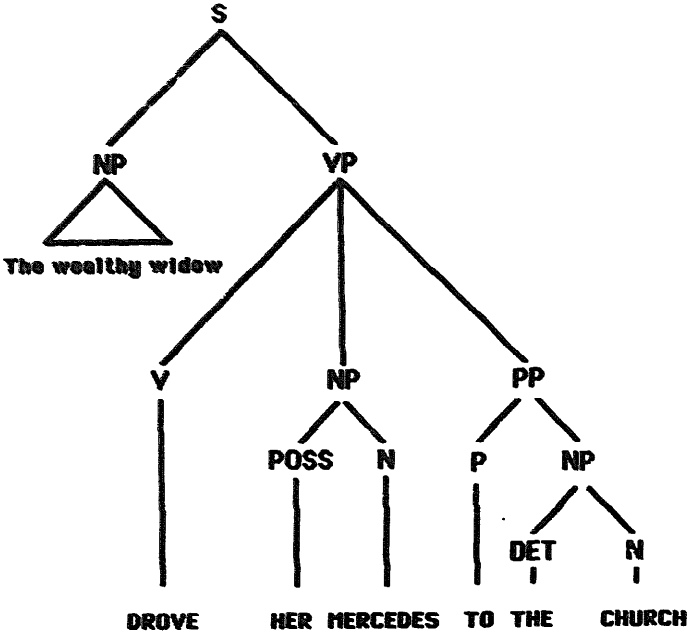 S
NP VP
The wealthy widow
V NP PP
POSS N P NP
DET N
DROVE HER MERCEDES TO THE CHURCH